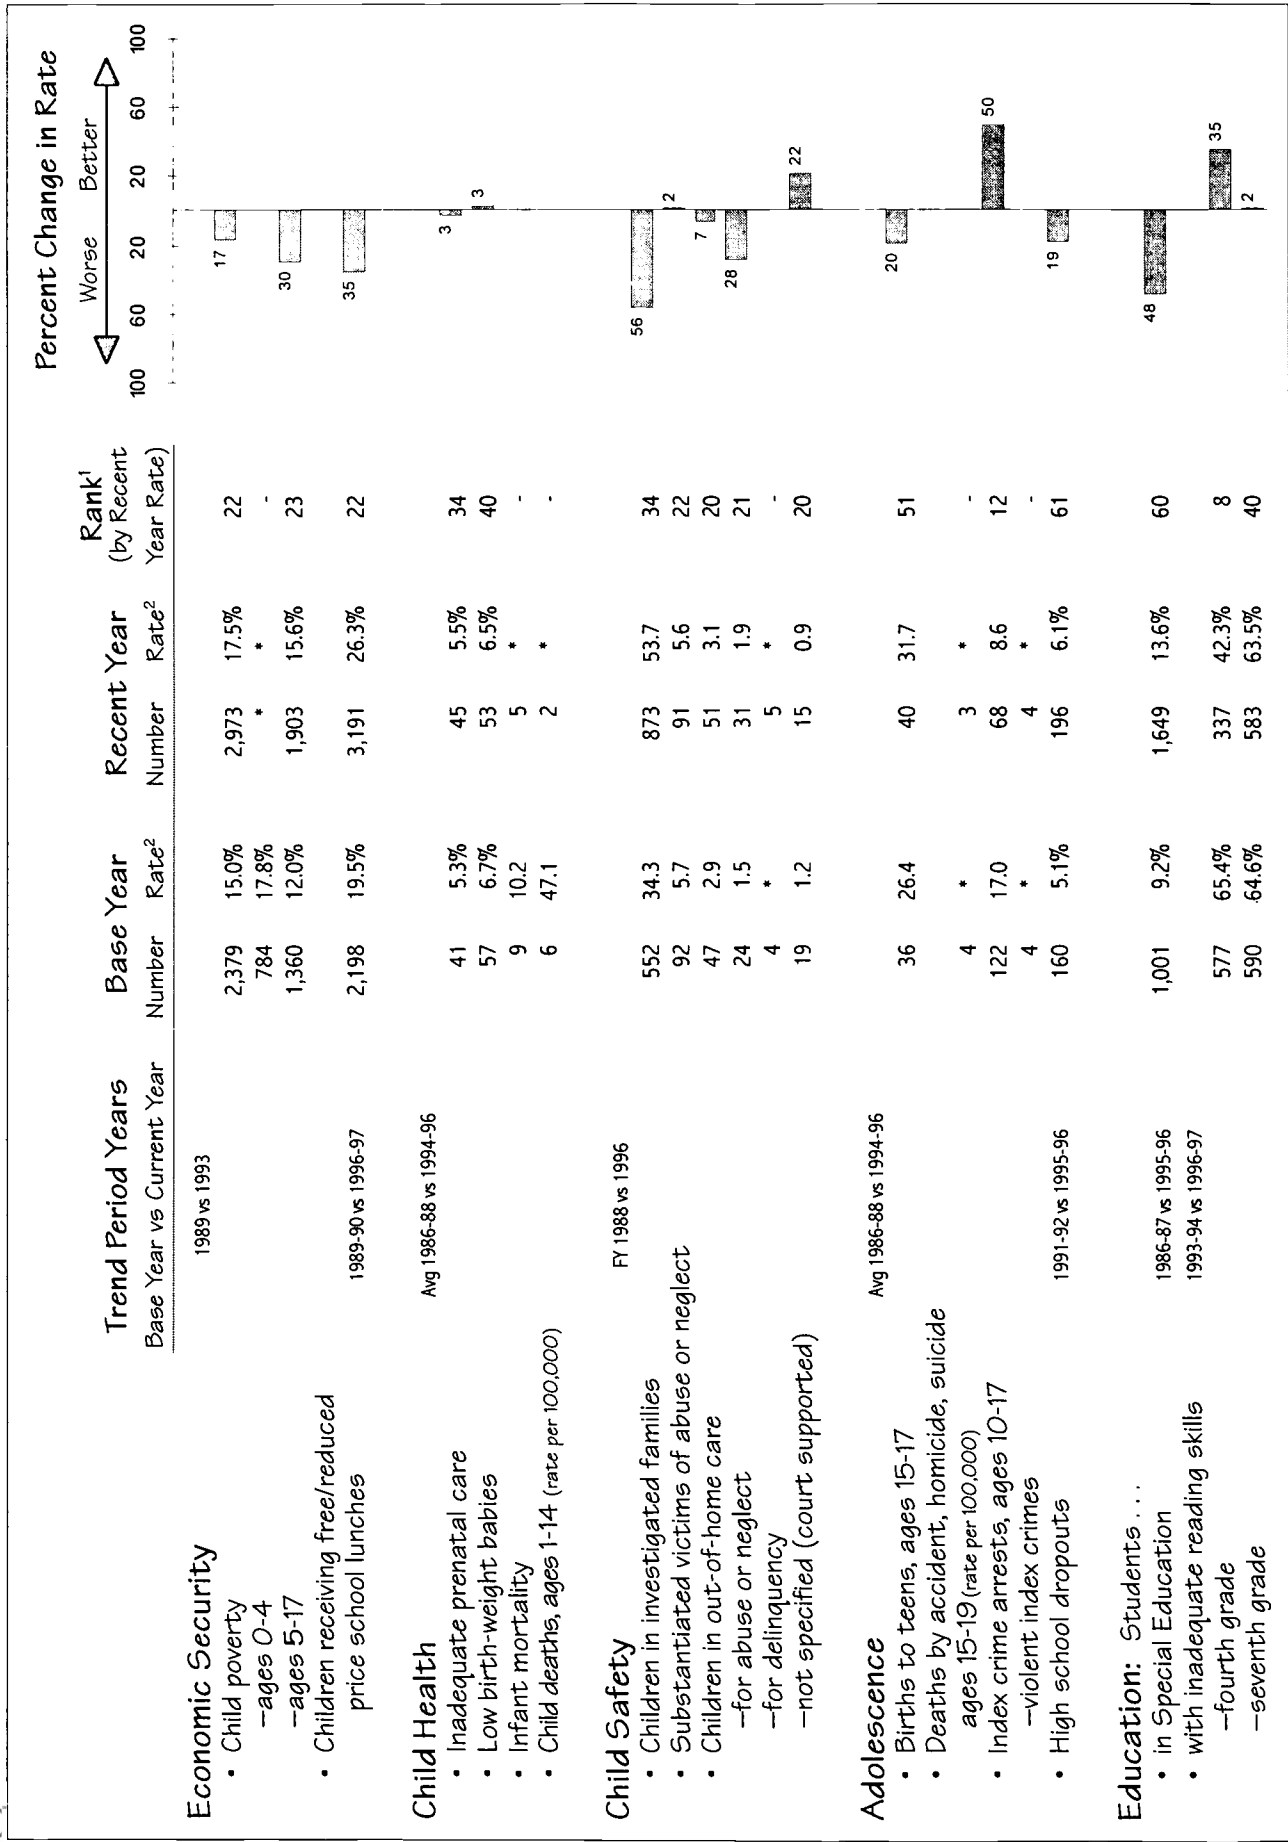 Percent Change in Rate
Trend Period Years Base Year Recent Year Rank¹ Worse Better
(by Recent
Base Year vs Current Year Number Rate² Number Rate² Year Rate) 100 60 20 20 60 100
Economic Security
1989 vs 1993
• Child poverty 2,379 15.0% 2,973 17.5% 22 17
–ages 0-4 784 17.8% * * -
–ages 5-17 1,360 12.0% 1,903 15.6% 23 30
• Children receiving free/reduced
price school lunches 1989-90 vs 1996-97 2,198 19.5% 3,191 26.3% 22 35
Child Health Avg 1986-88 vs 1994-96
• Inadequate prenatal care 41 5.3% 45 5.5% 34 3
• Low birth-weight babies 57 6.7% 53 6.5% 40 3
• Infant mortality 9 10.2 5 * -
• Child deaths, ages 1-14 (rate per 100,000) 6 47.1 2 * -
Child Safety FY 1988 vs 1996
• Children in investigated families 552 34.3 873 53.7 34 56
• Substantiated victims of abuse or neglect 92 5.7 91 5.6 22 2
• Children in out-of-home care 47 2.9 51 3.1 20 7
–for abuse or neglect 24 1.5 31 1.9 21 28
–for delinquency 4 * 5 * -
–not specified (court supported) 19 1.2 15 0.9 20 22
Adolescence Avg 1986-88 vs 1994-96
• Births to teens, ages 15-17 36 26.4 40 31.7 51 20
• Deaths by accident, homicide, suicide
ages 15-19 (rate per 100,000) 4 * 3 * -
• Index crime arrests, ages 10-17 122 17.0 68 8.6 12 50
–violent index crimes 4 * 4 * -
• High school dropouts 1991-92 vs 1995-96 160 5.1% 196 6.1% 61 19
Education: Students . . .
• in Special Education 1986-87 vs 1995-96 1,001 9.2% 1,649 13.6% 60 48
• with inadequate reading skills 1993-94 vs 1996-97
–fourth grade 577 65.4% 337 42.3% 8 35
–seventh grade 590 64.6% 583 63.5% 40 2